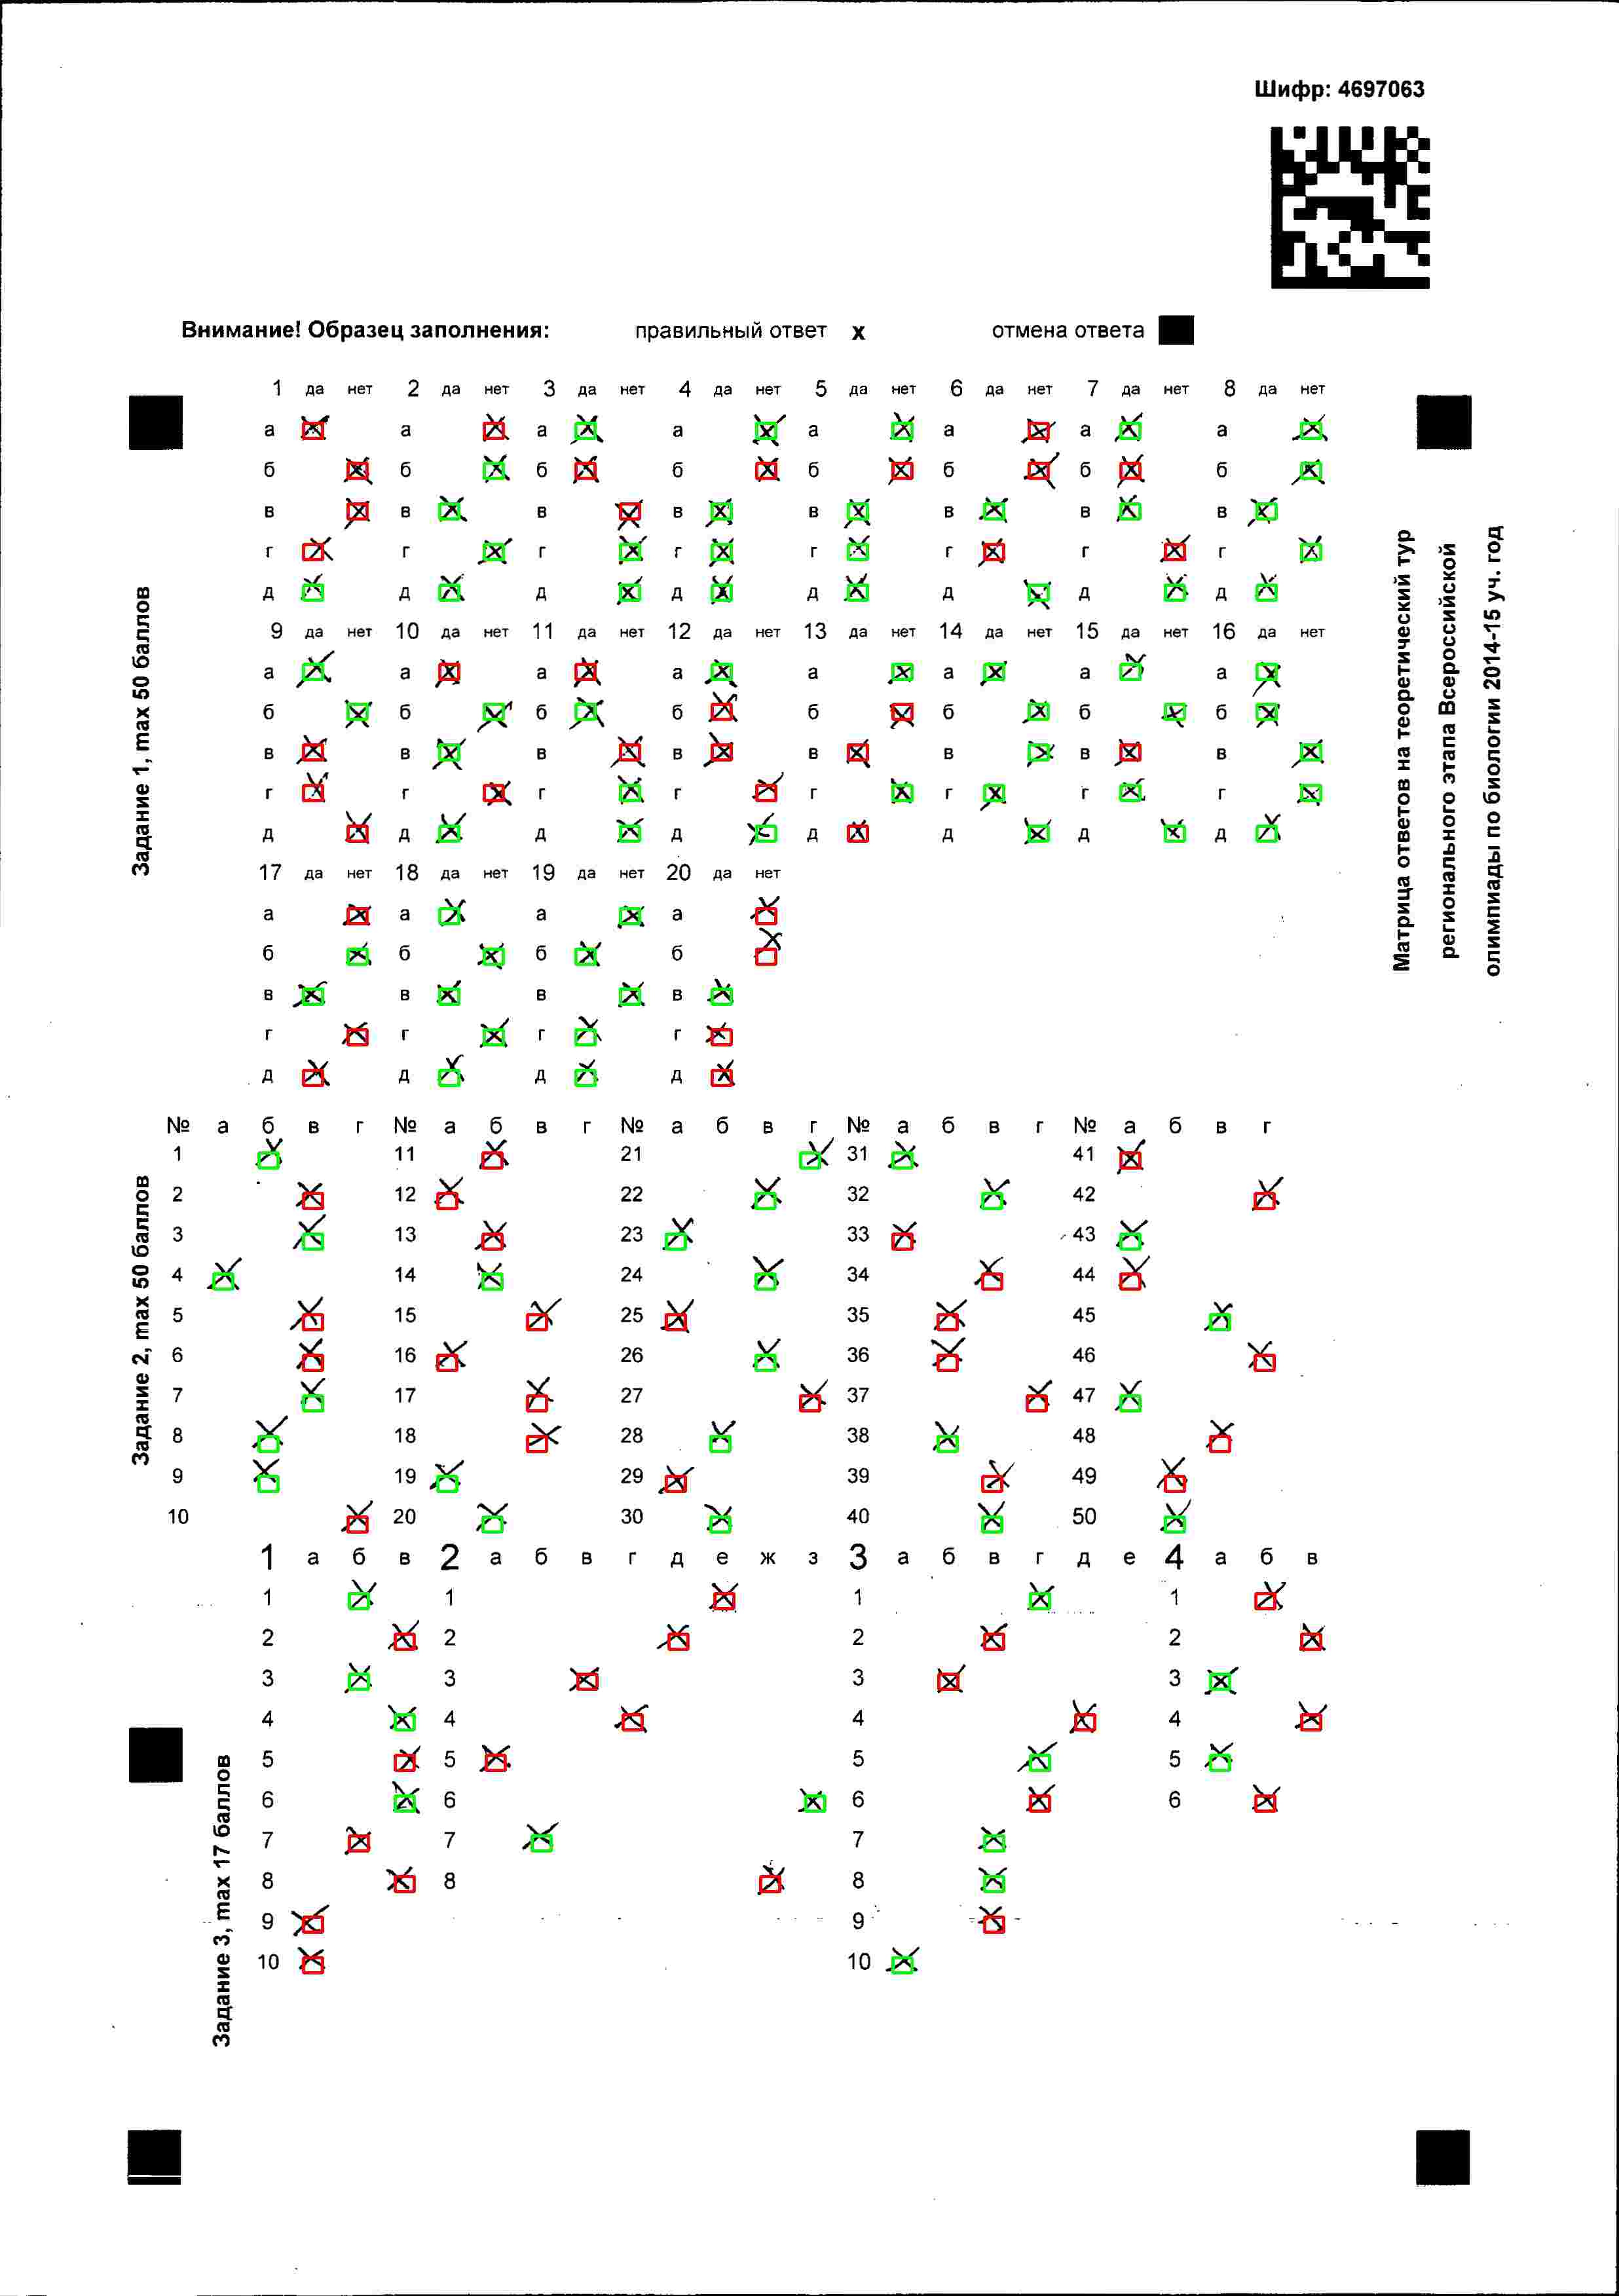 Шифр: 4697063
Внимание! Образец заполнения: правильный ответ х отмена ответа
1 да нет 2 да нет 3 да нет 4 да нет 5 да нет 6 да нет 7 да нет 8 да нет
а а а а а а а а
б б б б б б б б
в в в в в в в в
г г г г г г г г
д д д д д д д д
9 да нет 10 да нет 11 да нет 12 да нет 13 да нет 14 да нет 15 да нет 16 да нет
а а а а а а а а
б б б б б б б б
в в в в в в в в
г г г г г г г г
д д д д д д д д
17 да нет 18 да нет 19 да нет 20 да нет
а а а а
б б б б
в в в в
г г г г
д д д д
Задание 1, max 50 баллов
Матрица ответов на теоретический тур
регионального этапа Всероссийской
олимпиады по биологии 2014-15 уч. год
№ а б в г № а б в г № а б в г № а б в г № а б в г
1 11 21 31 41
2 12 22 32 42
3 13 23 33 43
4 14 24 34 44
5 15 25 35 45
6 16 26 36 46
7 17 27 37 47
8 18 28 38 48
9 19 29 39 49
10 20 30 40 50
Задание 2, max 50 баллов
1 а б в 2 а б в г д е ж з 3 а б в г д е 4 а б в
1 1 1 1
2 2 2 2
3 3 3 3
4 4 4 4
5 5 5 5
6 6 6 6
7 7 7
8 8 8
9 9
10 10
Задание 3, max 17 баллов